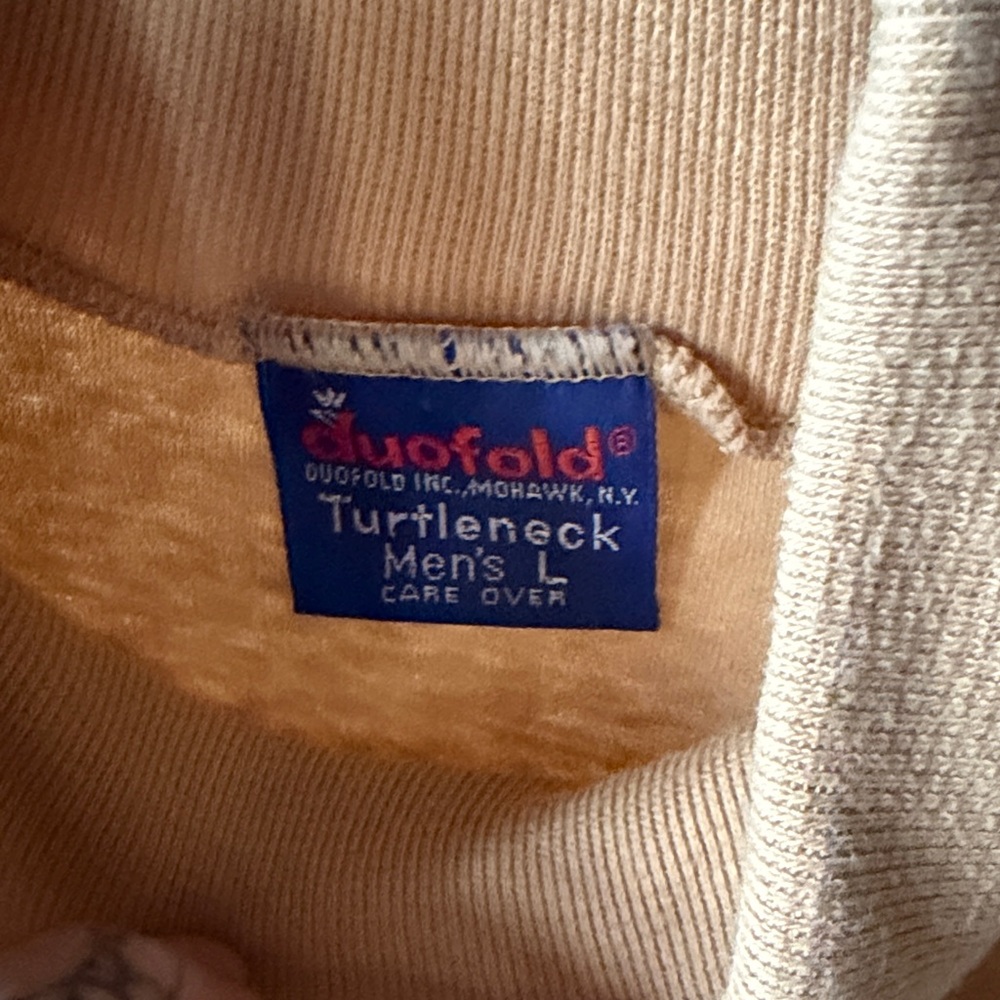 duofold®
DUOFOLD INC., MOHAWK, N.Y.
Turtleneck
Men's L
CARE OVER